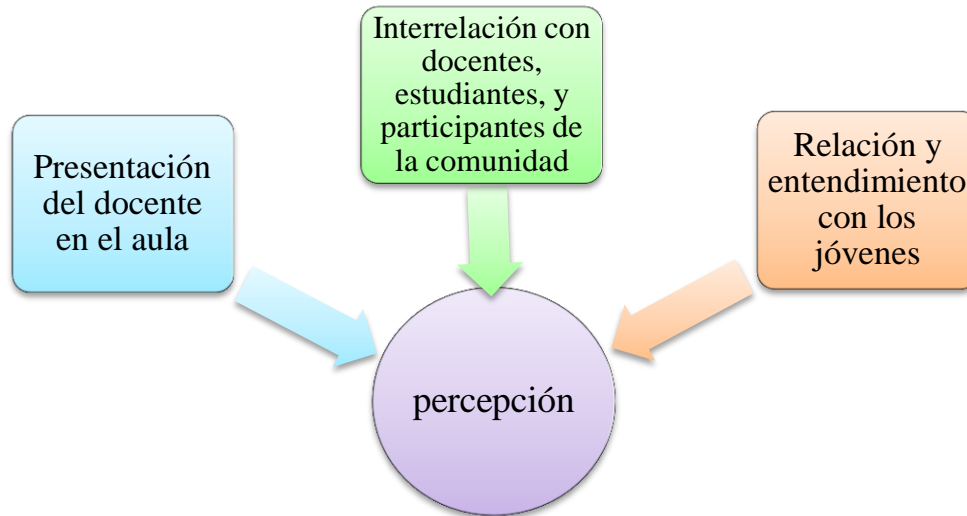 Presentación
del docente
en el aula
Interrelación con
docentes,
estudiantes, y
participantes de
la comunidad
Relación y
entendimiento
con los
jóvenes
percepción